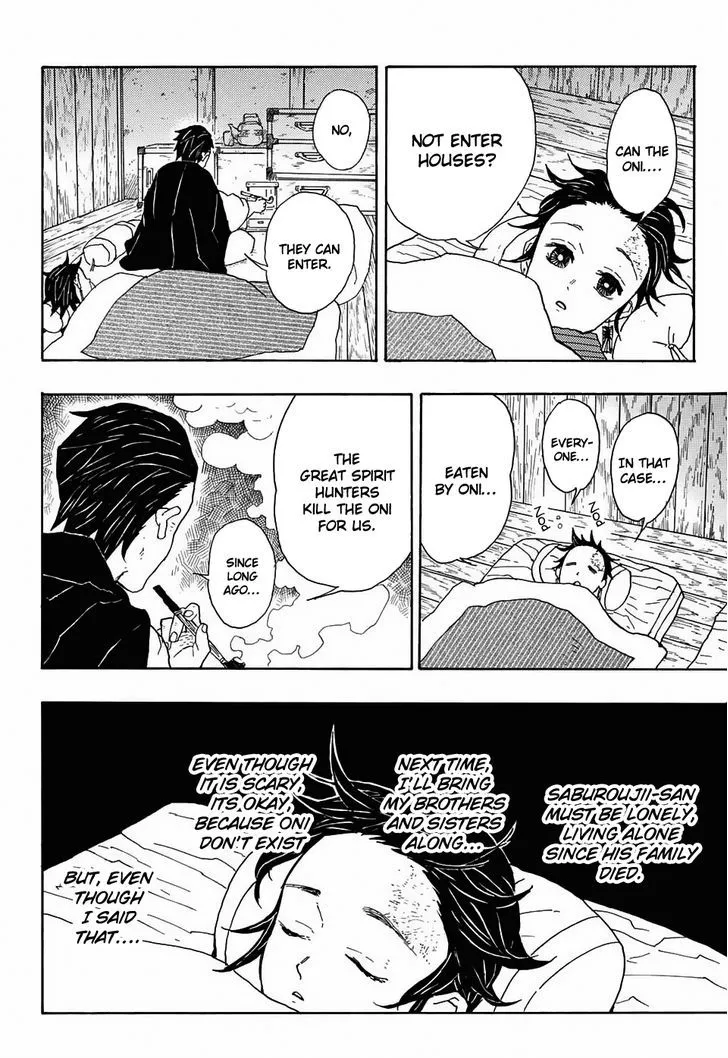 CAN THE
ONI....
NOT ENTER
HOUSES?
NO,
THEY CAN
ENTER.
IN THAT
CASE...
EVERY-
ONE...
EATEN
BY ONI...
PON
PON
THE
GREAT SPIRIT
HUNTERS
KILL THE ONI
FOR US.
SINCE
LONG
AGO...
SABUROUJII-SAN
MUST BE LONELY,
LIVING ALONE
SINCE HIS FAMILY
DIED.
NEXT TIME,
I'LL BRING
MY BROTHERS
AND SISTERS
ALONG...
EVEN THOUGH
IT IS SCARY,
ITS OKAY,
BECAUSE ONI
DON'T EXIST
BUT, EVEN
THOUGH
I SAID
THAT....